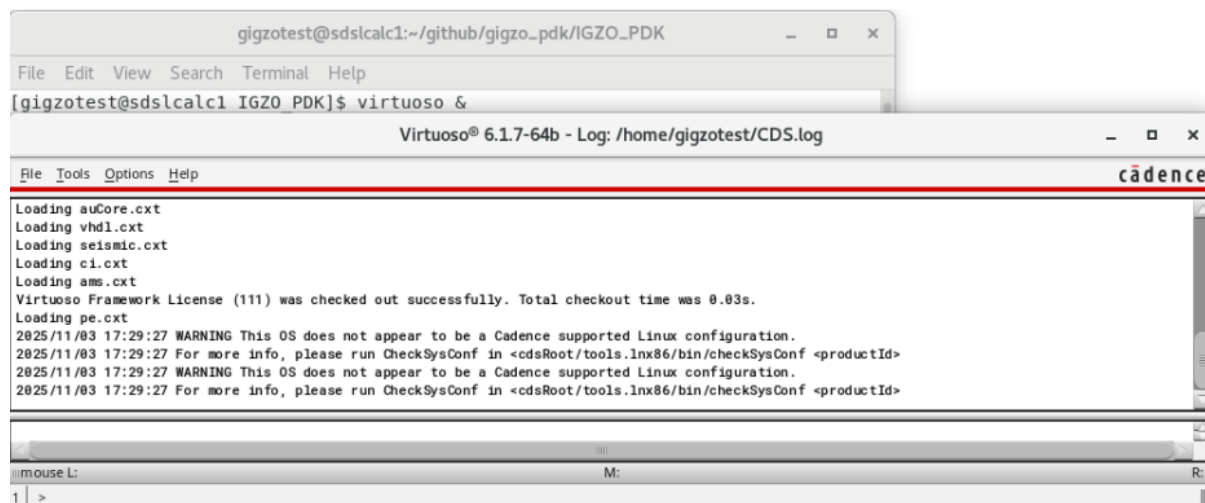 gigzotest@sdslcalc1:~/github/gigzo_pdk/IGZO_PDK
File Edit View Search Terminal Help
[gigzotest@sdslcalc1 IGZO_PDK]$ virtuoso &
Virtuoso® 6.1.7-64b - Log: /home/gigzotest/CDS.log
File Tools Options Help
cādence
Loading auCore.cxt
Loading vhdl.cxt
Loading seismic.cxt
Loading ci.cxt
Loading ams.cxt
Virtuoso Framework License (111) was checked out successfully. Total checkout time was 0.03s.
Loading pe.cxt
2025/11/03 17:29:27 WARNING This OS does not appear to be a Cadence supported Linux configuration.
2025/11/03 17:29:27 For more info, please run CheckSysConf in <cdsRoot/tools.lnx86/bin/checkSysConf <productId>
2025/11/03 17:29:27 WARNING This OS does not appear to be a Cadence supported Linux configuration.
2025/11/03 17:29:27 For more info, please run CheckSysConf in <cdsRoot/tools.lnx86/bin/checkSysConf <productId>
mouse L: M: R:
1 >